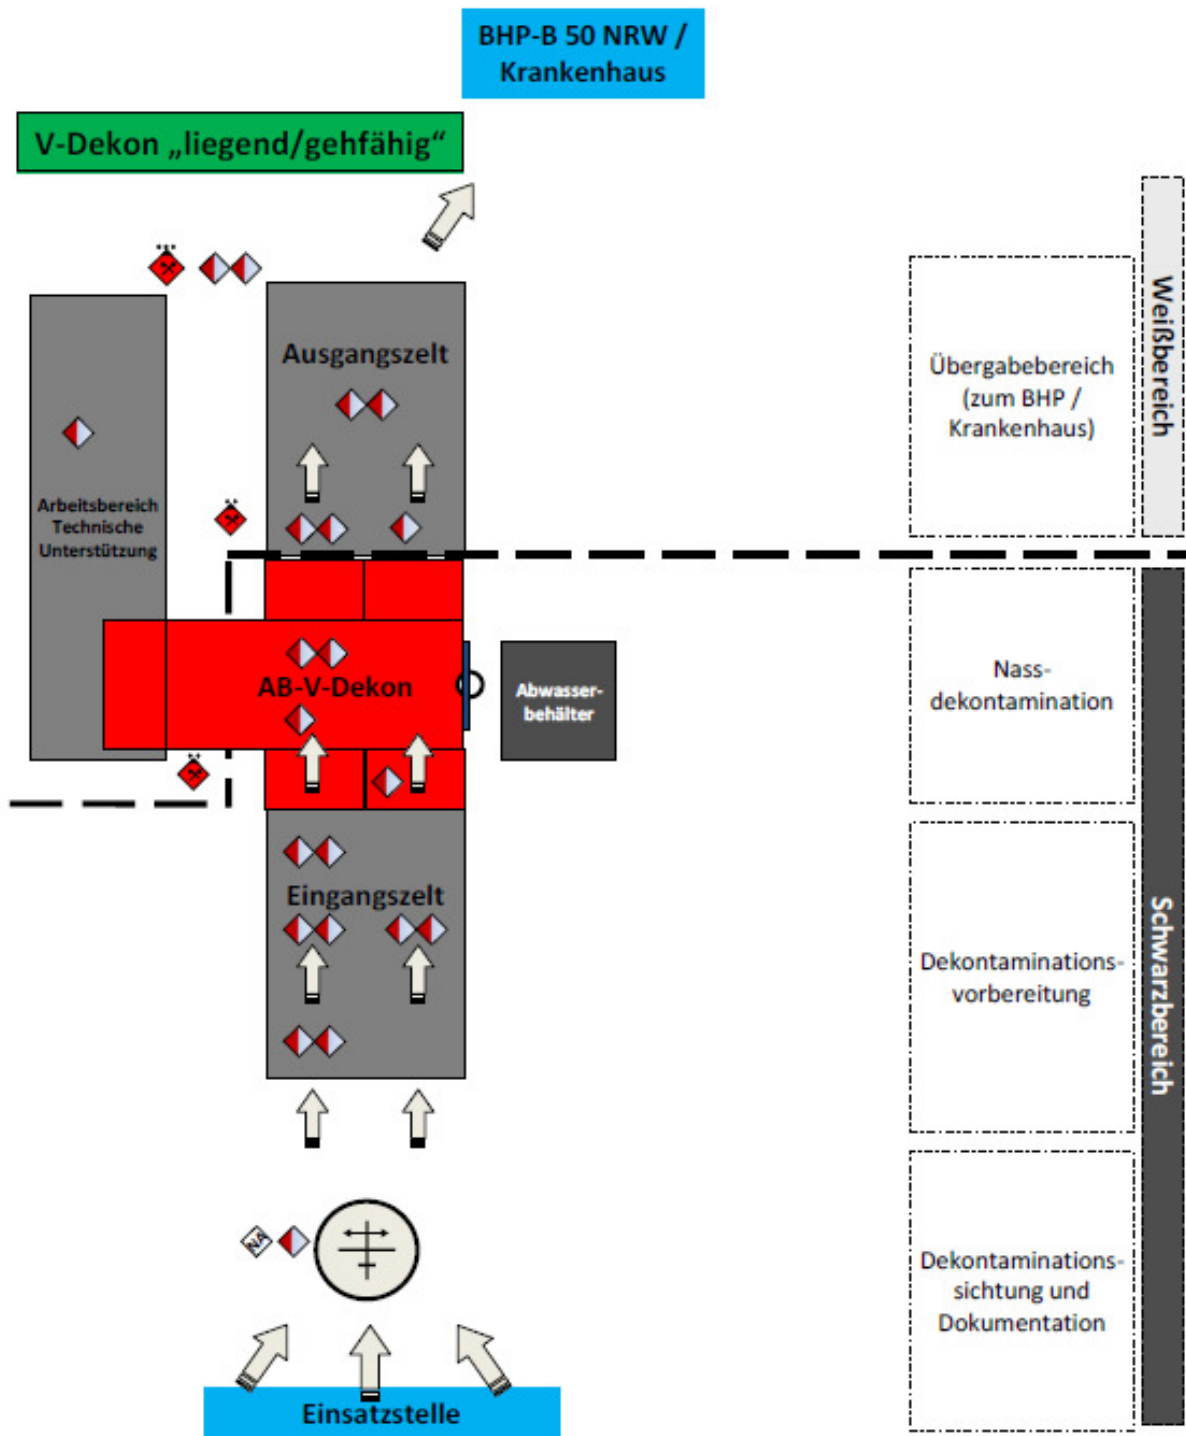 BHP-B 50 NRW /
Krankenhaus
V-Dekon „liegend/gehfähig“
Weißbereich
Ausgangszelt
Übergabebereich
(zum BHP /
Krankenhaus)
Arbeitsbereich
Technische
Unterstützung
AB-V-Dekon
Abwasser-
behälter
Nass-
dekontamination
Schwarzbereich
Eingangszelt
Dekontaminations-
vorbereitung
NA
Dekontaminations-
sichtung und
Dokumentation
Einsatzstelle